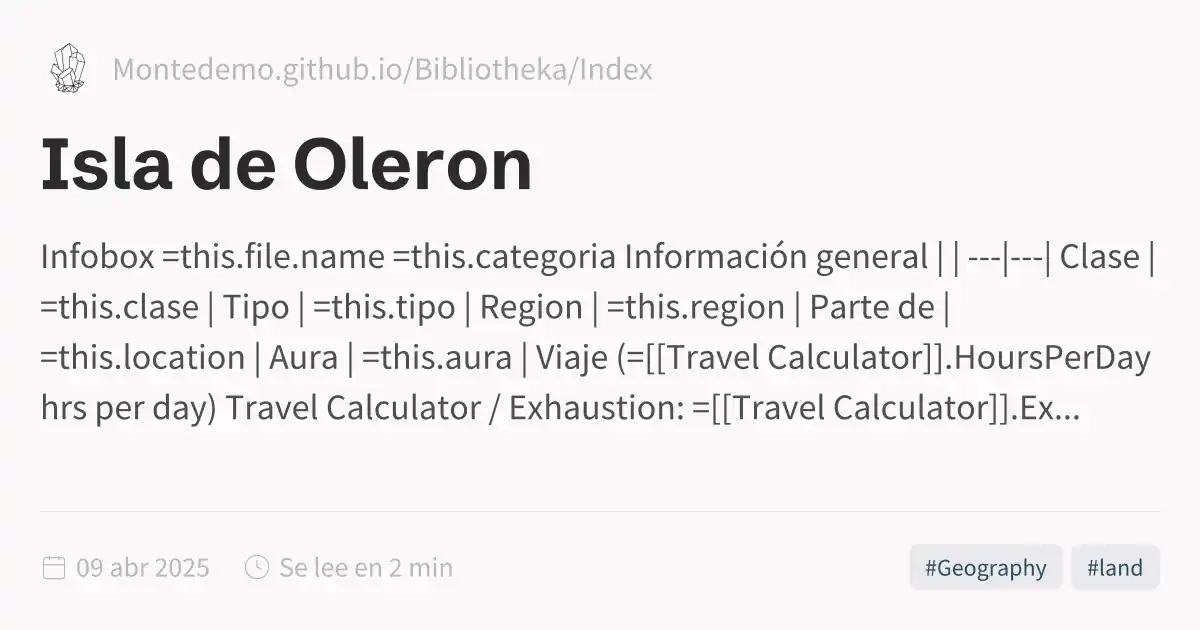 Montedemo.github.io/Bibliotheka/Index
Isla de Oleron
Infobox =this.file.name =this.categoria Información general | | ---|---| Clase |
=this.clase | Tipo | =this.tipo | Region | =this.region | Parte de |
=this.location | Aura | =this.aura | Viaje (=[[Travel Calculator]].HoursPerDay
hrs per day) Travel Calculator / Exhaustion: =[[Travel Calculator]].Ex...
09 abr 2025 Se lee en 2 min #Geography #land